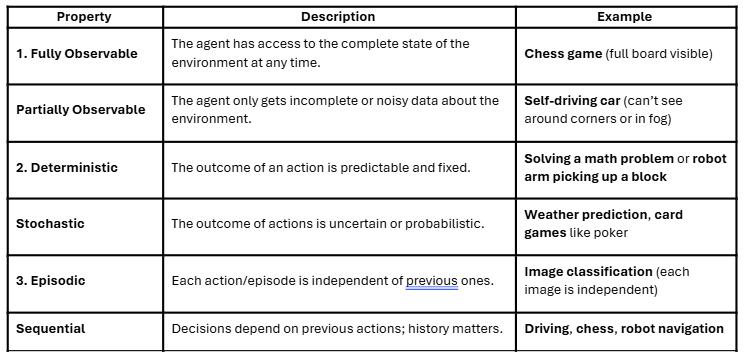 Property Description Example
1. Fully Observable
The agent has access to the complete state of the
environment at any time.
Chess game (full board visible)
Partially Observable
The agent only gets incomplete or noisy data about the
environment.
Self-driving car (can't see
around corners or in fog)
2. Deterministic
The outcome of an action is predictable and fixed.
Solving a math problem or robot
arm picking up a block
Stochastic
The outcome of actions is uncertain or probabilistic.
Weather prediction, card
games like poker
3. Episodic
Each action/episode is independent of previous ones.
Image classification (each
image is independent)
Sequential
Decisions depend on previous actions; history matters.
Driving, chess, robot navigation